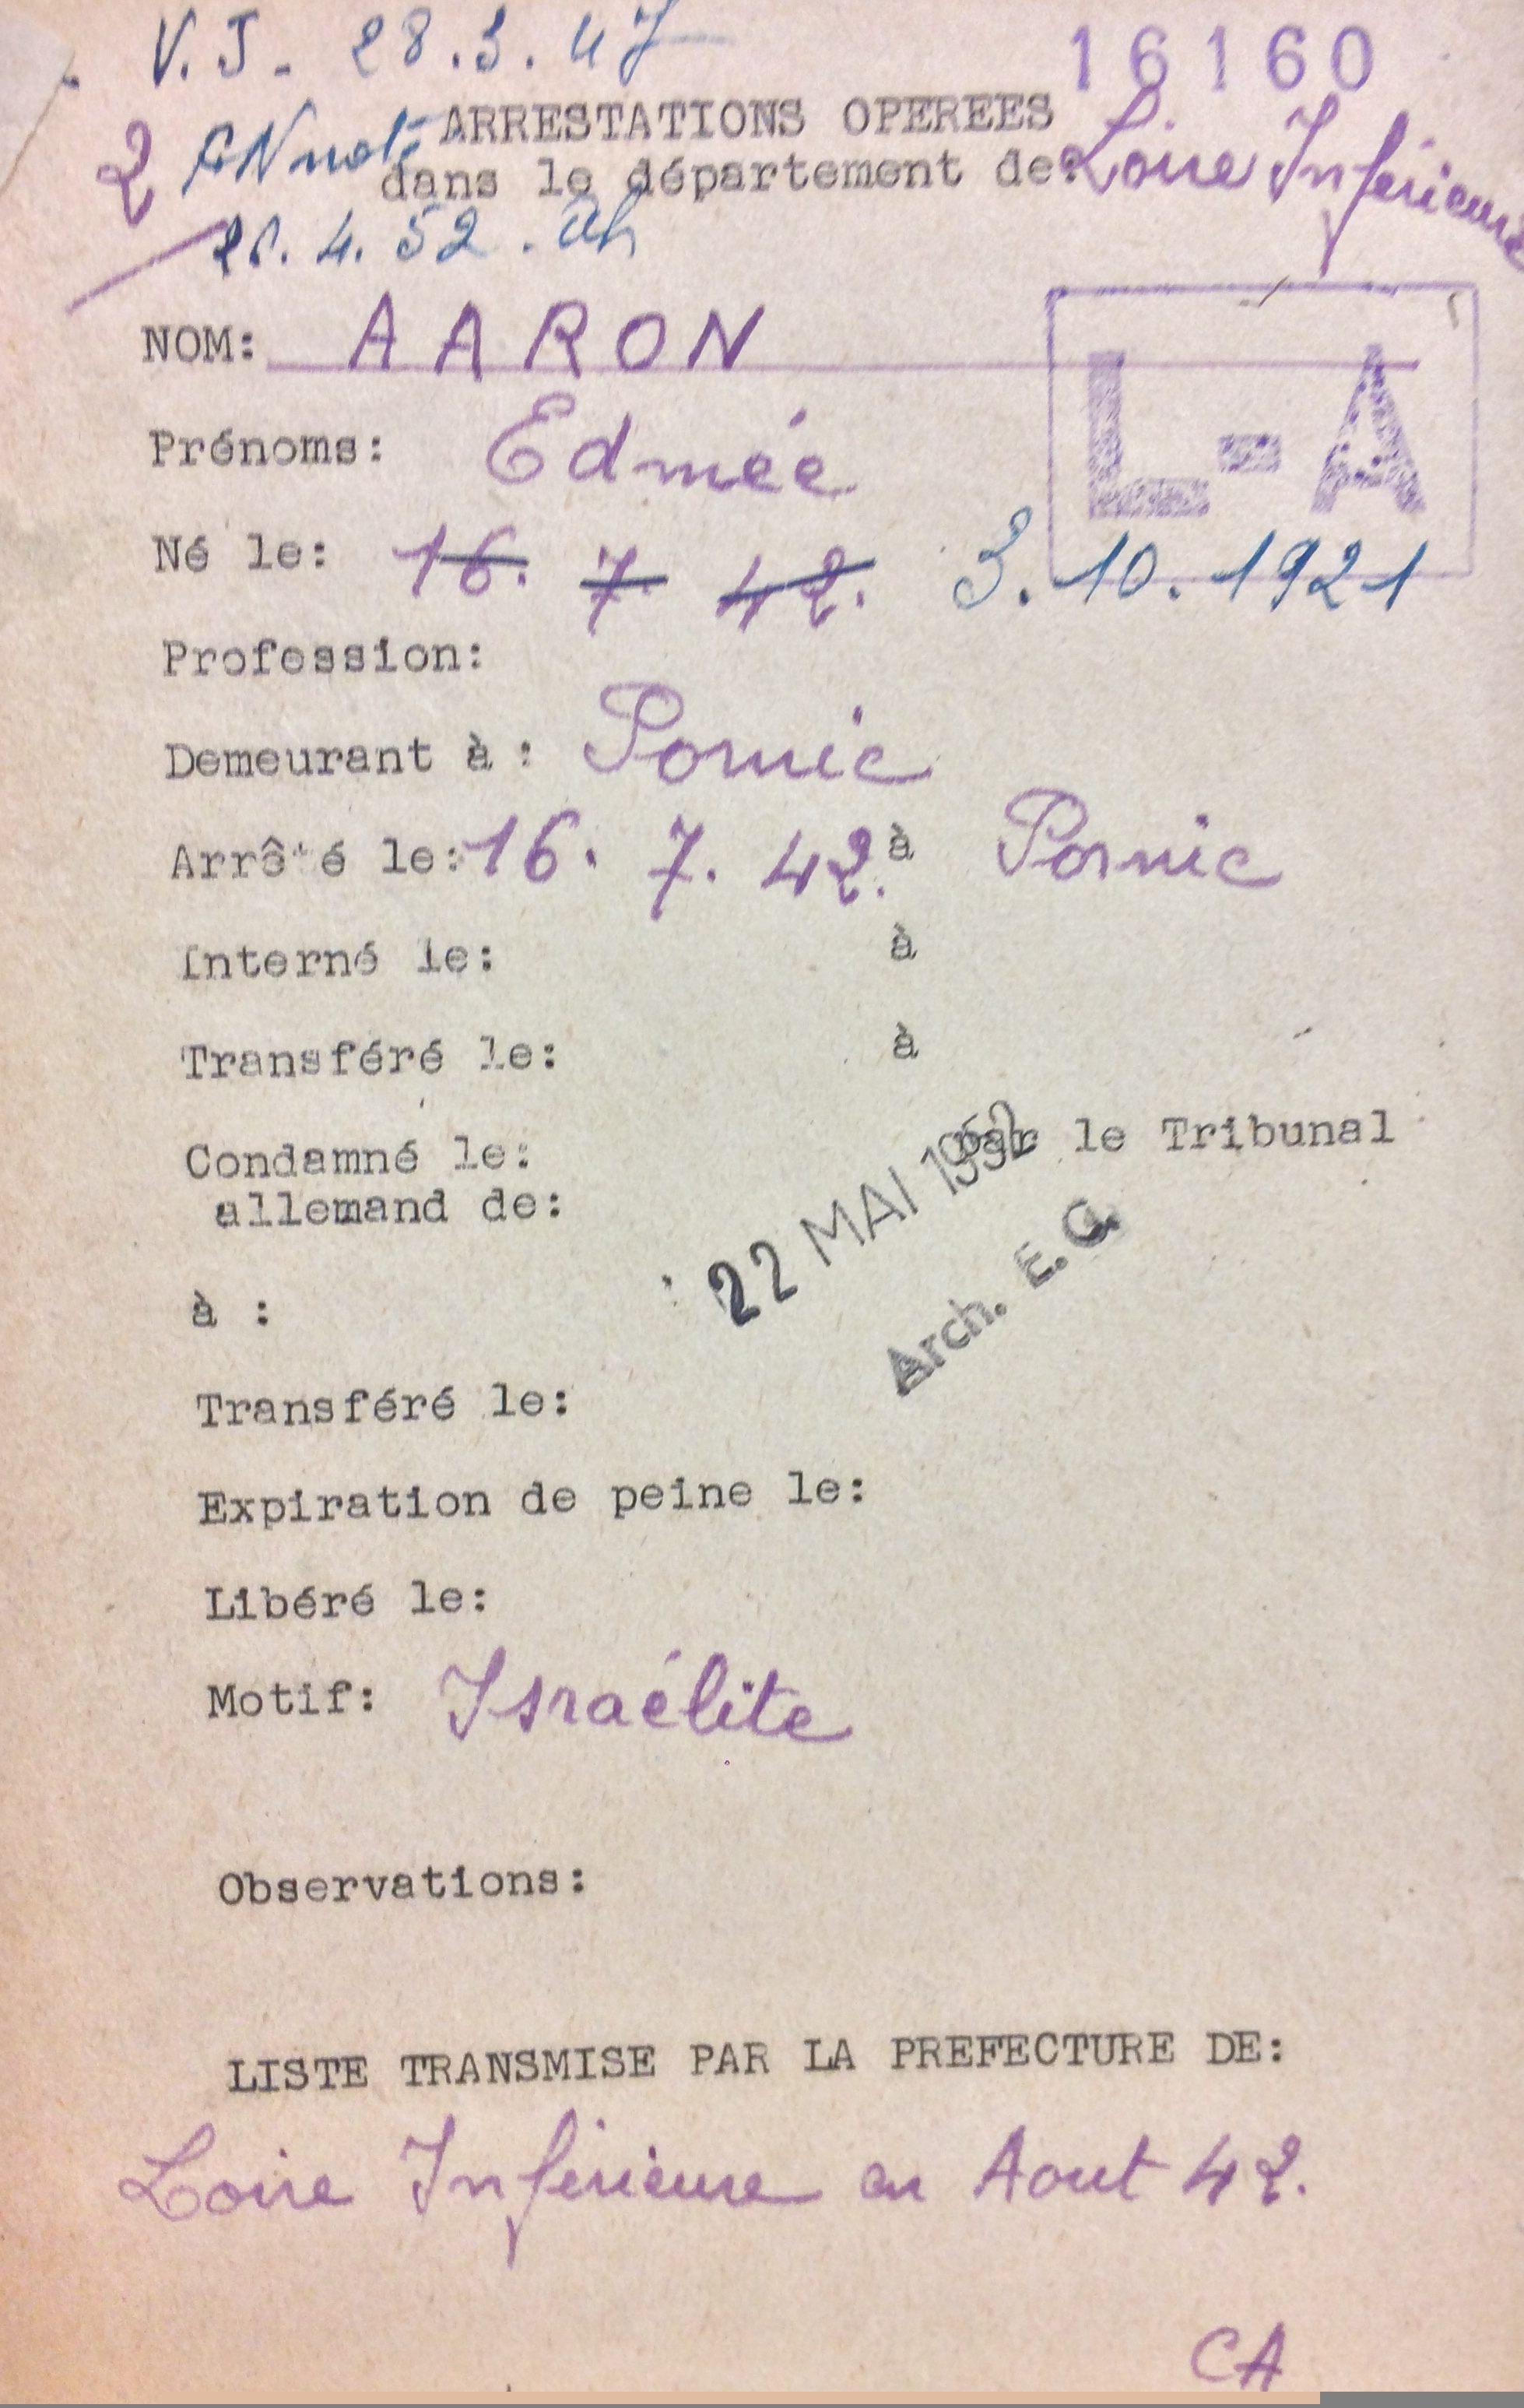 V.J - 28.3.47
16160
ARRESTATIONS OPEREES
2
dans le département de: Loire Inférieure
4. 52.
NOM: AARON
L-A
Prénoms: Edmée
Né le: 16. 7. 42. 3.10.1921
Profession:
Demeurant à : Pornic
Arrêté le: 16. 7. 42. à Pornic
Interné le: à
Transféré le: à
Condamné le: par le Tribunal
allemand de:
22 MAI 1952
Arch. E. G.
à :
Transféré le:
Expiration de peine le:
Libéré le:
Motif: Israélite
Observations:
LISTE TRANSMISE PAR LA PREFECTURE DE:
Loire Inférieure en Aout 42.
CA